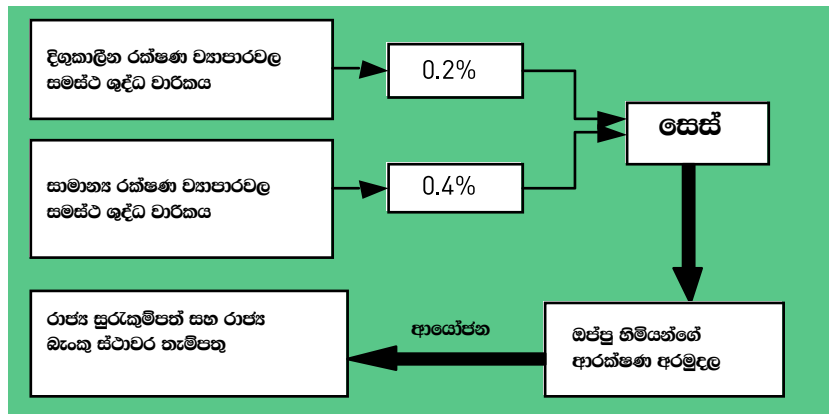 දිගුකාලීන රක්ෂණ ව්‍යාපාරවල
සමස්ථ ශුද්ධ වාරිකය
0.2%
සෙස්
සාමාන්‍ය රක්ෂණ ව්‍යාපාරවල
සමස්ථ ශුද්ධ වාරිකය
0.4%
රාජ්‍ය සුරැකුම්පත් සහ රාජ්‍ය
බැංකු ස්ථාවර තැම්පතු
ආයෝජන
ඔප්පු හිමියන්ගේ
ආරක්ෂණ අරමුදල